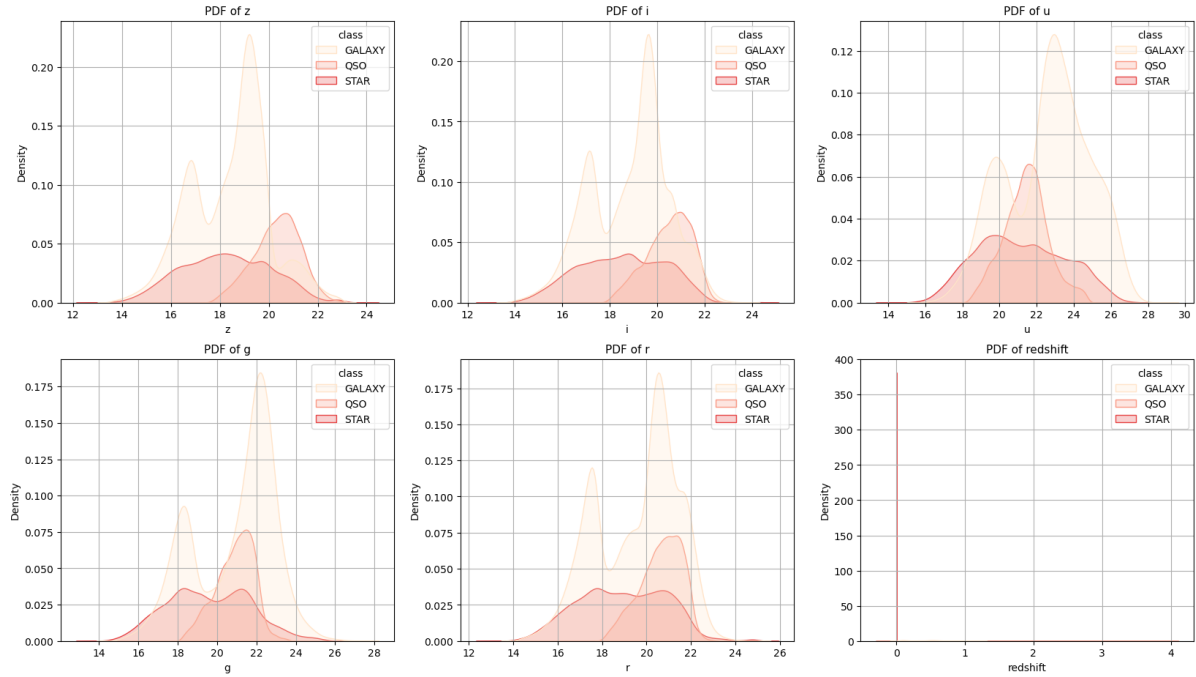 PDF of z
Density
0.20
0.15
0.10
0.05
0.00
12 14 16 18 20 22 24
z
class
GALAXY
QSO
STAR
PDF of i
Density
0.20
0.15
0.10
0.05
0.00
12 14 16 18 20 22 24
i
class
GALAXY
QSO
STAR
PDF of u
Density
0.12
0.10
0.08
0.06
0.04
0.02
0.00
14 16 18 20 22 24 26 28 30
u
class
GALAXY
QSO
STAR
PDF of g
Density
0.175
0.150
0.125
0.100
0.075
0.050
0.025
0.000
14 16 18 20 22 24 26 28
g
class
GALAXY
QSO
STAR
PDF of r
Density
0.175
0.150
0.125
0.100
0.075
0.050
0.025
0.000
12 14 16 18 20 22 24 26
r
class
GALAXY
QSO
STAR
PDF of redshift
Density
400
350
300
250
200
150
100
50
0
0 1 2 3 4
redshift
class
GALAXY
QSO
STAR